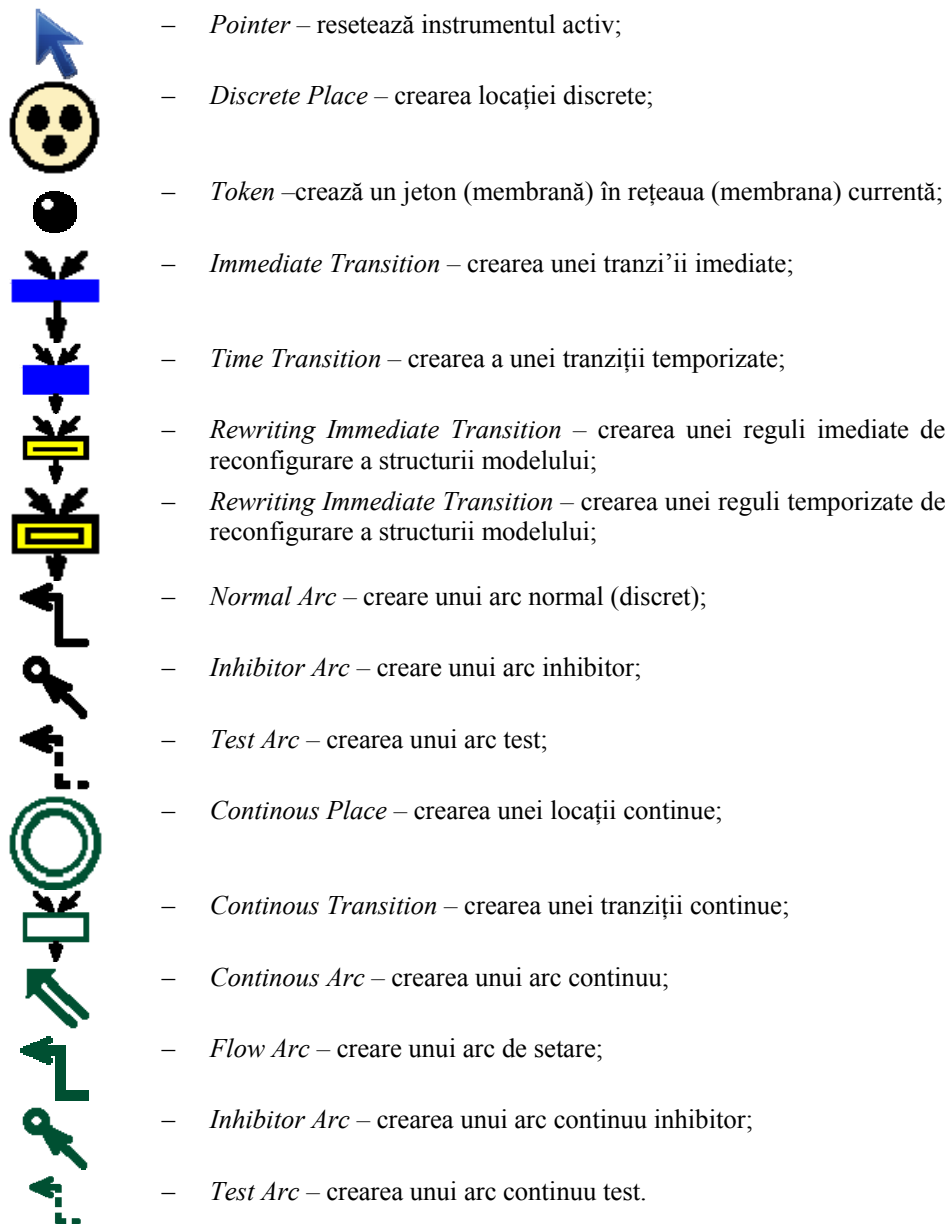 – Pointer – resetează instrumentul activ;
– Discrete Place – crearea locației discrete;
– Token –crează un jeton (membrană) în rețeaua (membrana) currentă;
– Immediate Transition – crearea unei tranzi’ii imediate;
– Time Transition – crearea a unei tranziții temporizate;
– Rewriting Immediate Transition – crearea unei reguli imediate de
reconfigurare a structurii modelului;
– Rewriting Immediate Transition – crearea unei reguli temporizate de
reconfigurare a structurii modelului;
– Normal Arc – creare unui arc normal (discret);
– Inhibitor Arc – creare unui arc inhibitor;
– Test Arc – crearea unui arc test;
– Continous Place – crearea unei locații continue;
– Continous Transition – crearea unei tranziții continue;
– Continous Arc – crearea unui arc continuu;
– Flow Arc – creare unui arc de setare;
– Inhibitor Arc – crearea unui arc continuu inhibitor;
– Test Arc – crearea unui arc continuu test.